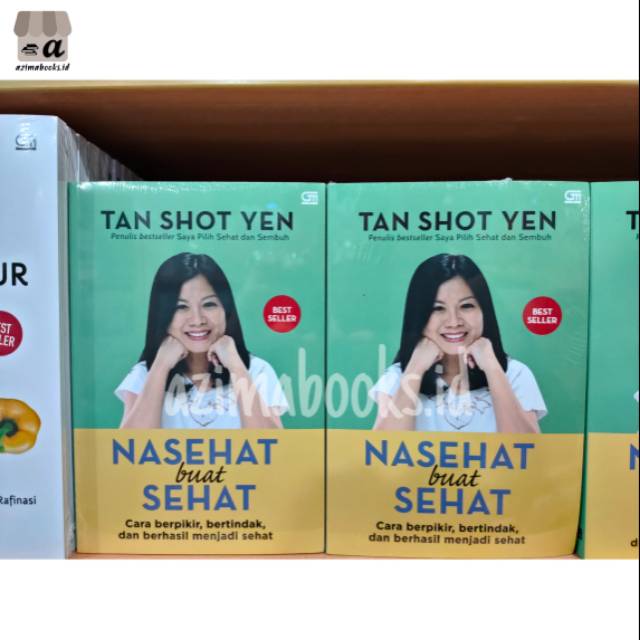 a
azimabooks.id
UR
EST
LER
Rafinasi
TAN SHOT YEN
Penulis bestseller Saya Pilih Sehat dan Sembuh
BEST
SELLER
NASEHAT
buat
SEHAT
Cara berpikir, bertindak,
dan berhasil menjadi sehat
TAN SHOT YEN
Penulis bestseller Saya Pilih Sehat dan Sembuh
BEST
SELLER
NASEHAT
buat
SEHAT
Cara berpikir, bertindak,
dan berhasil menjadi sehat
azimabooks.id
T
N
d